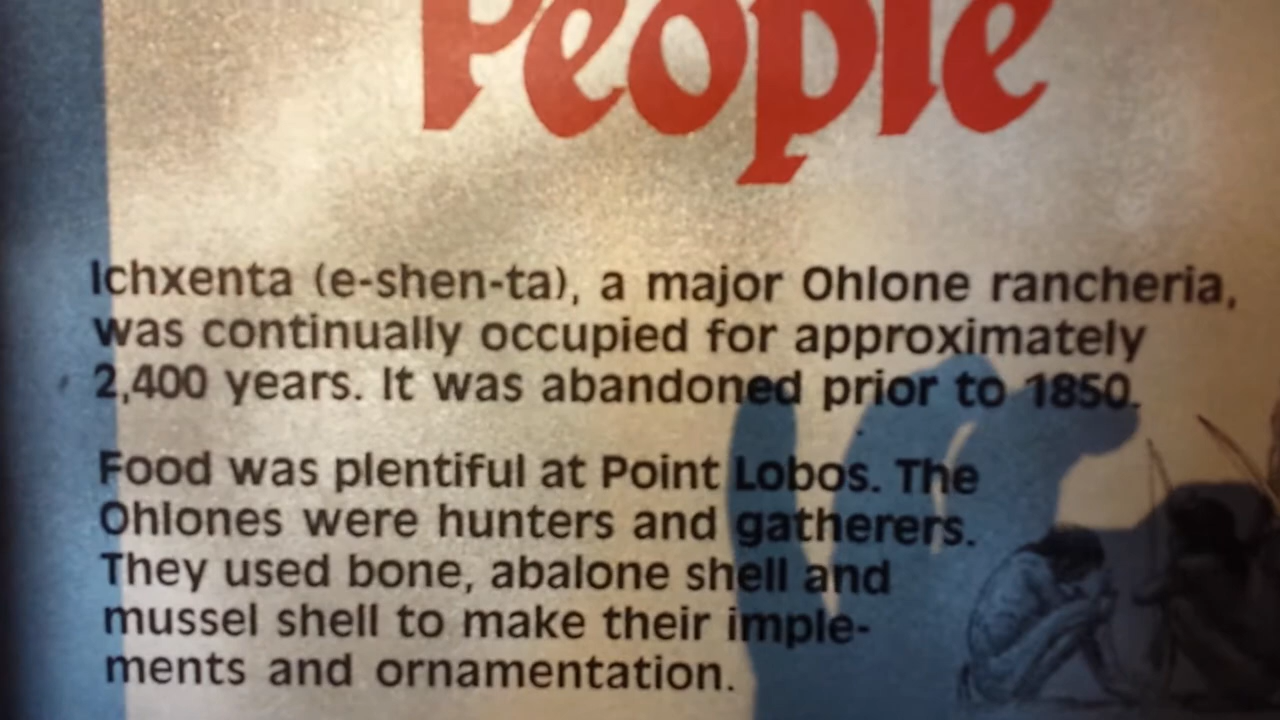 People
Ichxenta (e-shen-ta), a major Ohlone rancheria,
was continually occupied for approximately
2,400 years. It was abandoned prior to 1850.
Food was plentiful at Point Lobos. The
Ohlones were hunters and gatherers.
They used bone, abalone shell and
mussel shell to make their imple-
ments and ornamentation.